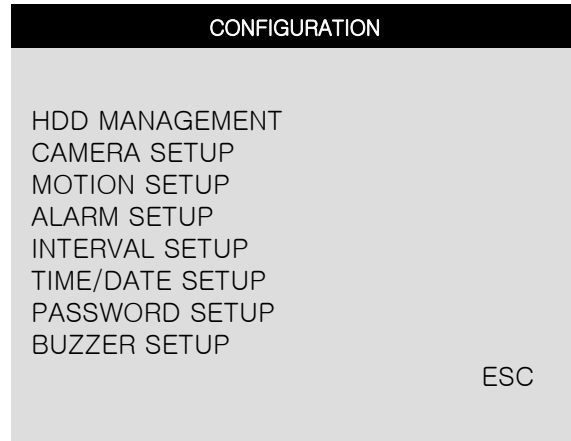 CONFIGURATION
HDD MANAGEMENT
CAMERA SETUP
MOTION SETUP
ALARM SETUP
INTERVAL SETUP
TIME/DATE SETUP
PASSWORD SETUP
BUZZER SETUP
ESC